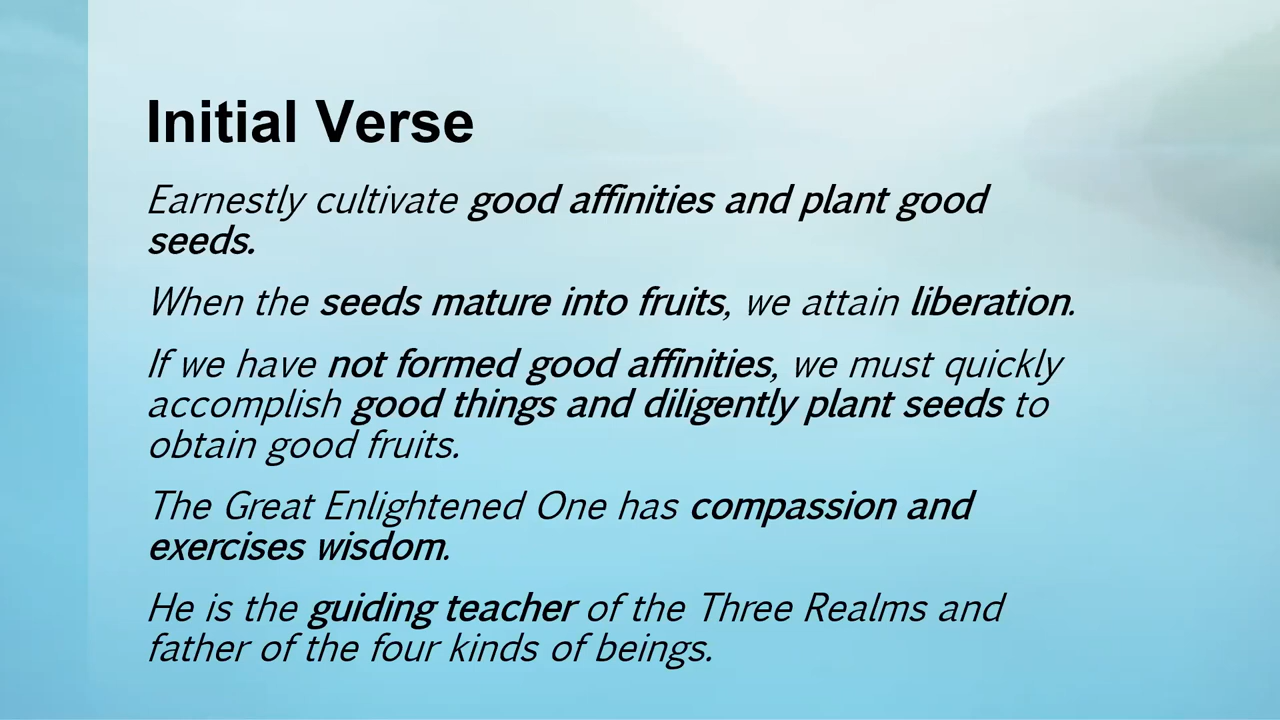 Initial Verse
Earnestly cultivate good affinities and plant good
seeds.
When the seeds mature into fruits, we attain liberation.
If we have not formed good affinities, we must quickly
accomplish good things and diligently plant seeds to
obtain good fruits.
The Great Enlightened One has compassion and
exercises wisdom.
He is the guiding teacher of the Three Realms and
father of the four kinds of beings.